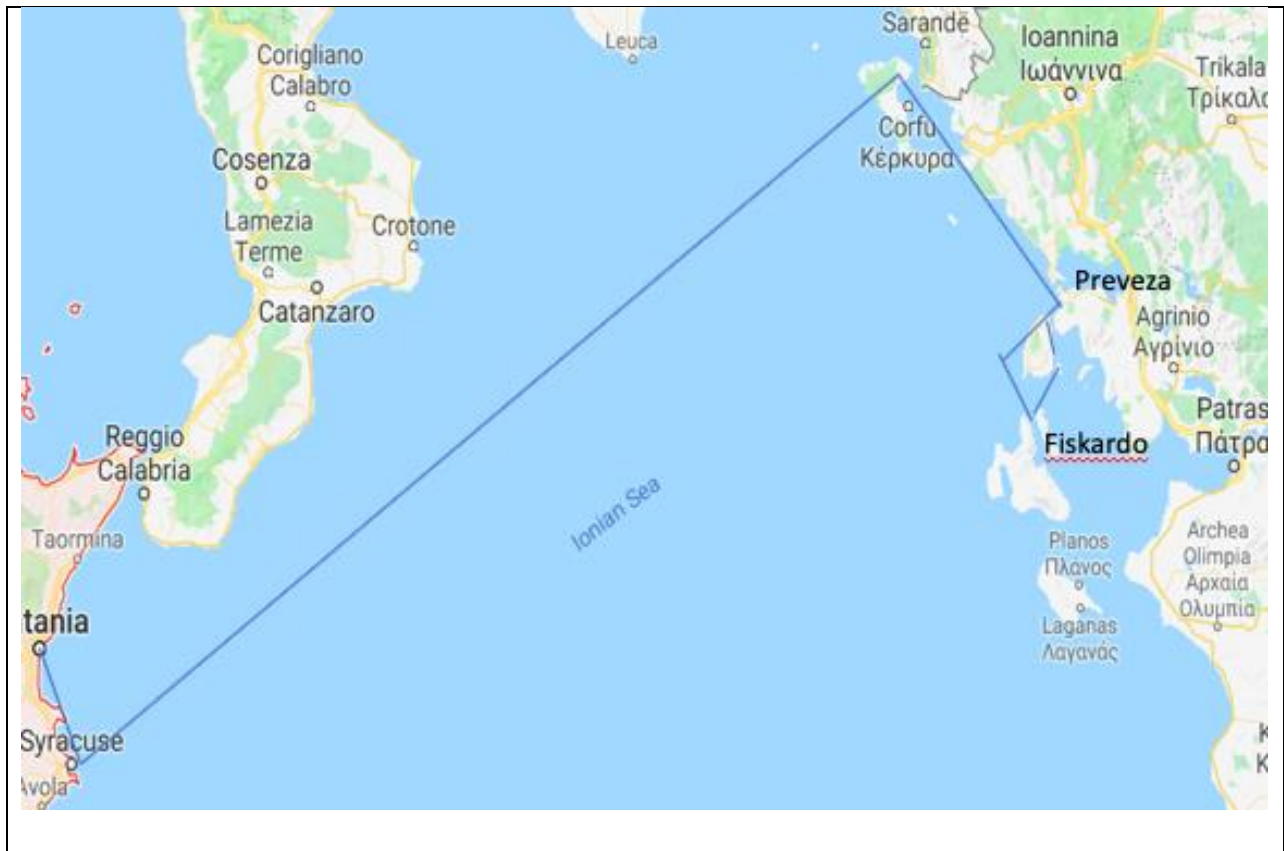 Sarandë
Leuca
Ioannina
Ιωάννινα
Corigliano
Calabro
Trikala
Τρίκαλα
Corfu
Κέρκυρα
Cosenza
Lamezia
Terme
Crotone
Catanzaro
Preveza
Agrinio
Αγρίνιο
Patras
Πάτρα
Fiskardo
Reggio
Calabria
Ionian Sea
Taormina
Planos
Πλάνος
Archea
Olimpia
Αρχαία
Ολυμπία
Laganas
Λαγανάς
tania
Syracuse
Avola
K
K